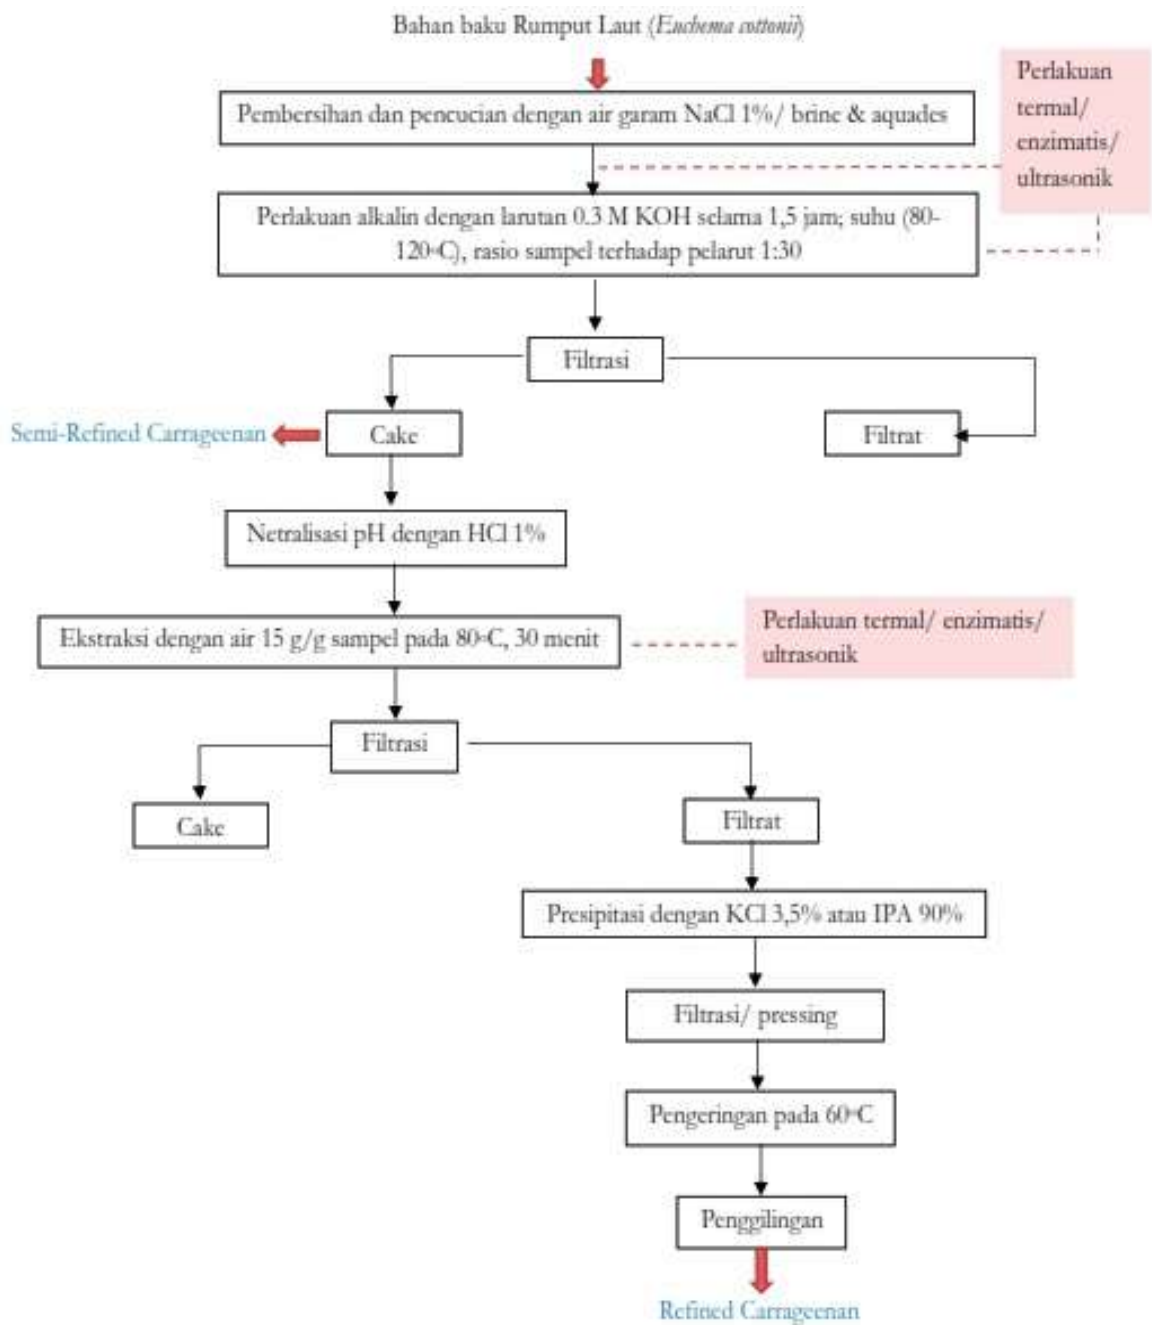 Bahan baku Rumput Laut (Euchema cottonii)
Perlakuan
termal/
enzimatis/
ultrasonik
Pembersihan dan pencucian dengan air garam NaCl 1%/ brine & aquades
Perlakuan alkalin dengan larutan 0.3 M KOH selama 1,5 jam; suhu (80-
120°C), rasio sampel terhadap pelarut 1:30
Filtrasi
Semi-Refined Carrageenan
Cake
Filtrat
Netralisasi pH dengan HCl 1%
Ekstraksi dengan air 15 g/g sampel pada 80°C, 30 menit
Perlakuan termal/ enzimatis/
ultrasonik
Filtrasi
Cake
Filtrat
Presipitasi dengan KCl 3,5% atau IPA 90%
Filtrasi/ pressing
Pengeringan pada 60°C
Penggilingan
Refined Carrageenan